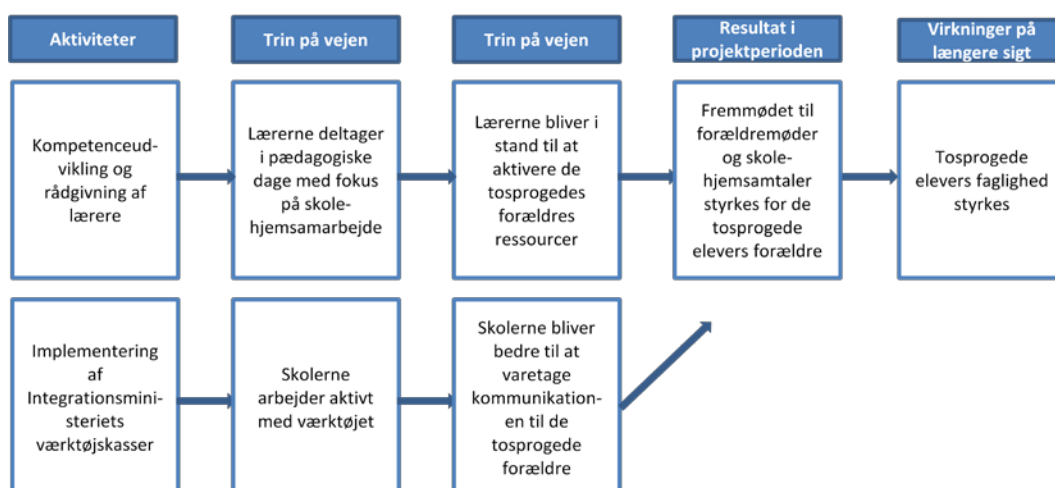 Aktiviteter
Trin på vejen
Trin på vejen
Resultat i
projektperioden
Virkninger på
længere sigt
Kompetenceud-
vikling og
rådgivning af
lærere
Lærerne deltager
i pædagogiske
dage med fokus
på skole-
hjemsamarbejde
Lærerne bliver i
stand til at
aktivere de
tosprogedes
forældres
ressourcer
Fremmødet til
forældremøder
og skole-
hjemsamtaler
styrkes for de
tosprogede
elevers forældre
Tosprogede
elevers faglighed
styrkes
Implementering
af
Integrationsmini-
steriets
værktøjskasser
Skolerne
arbejder aktivt
med værktøjet
Skolerne bliver
bedre til at
varetage
kommunikation-
en til de
tosprogede
forældre